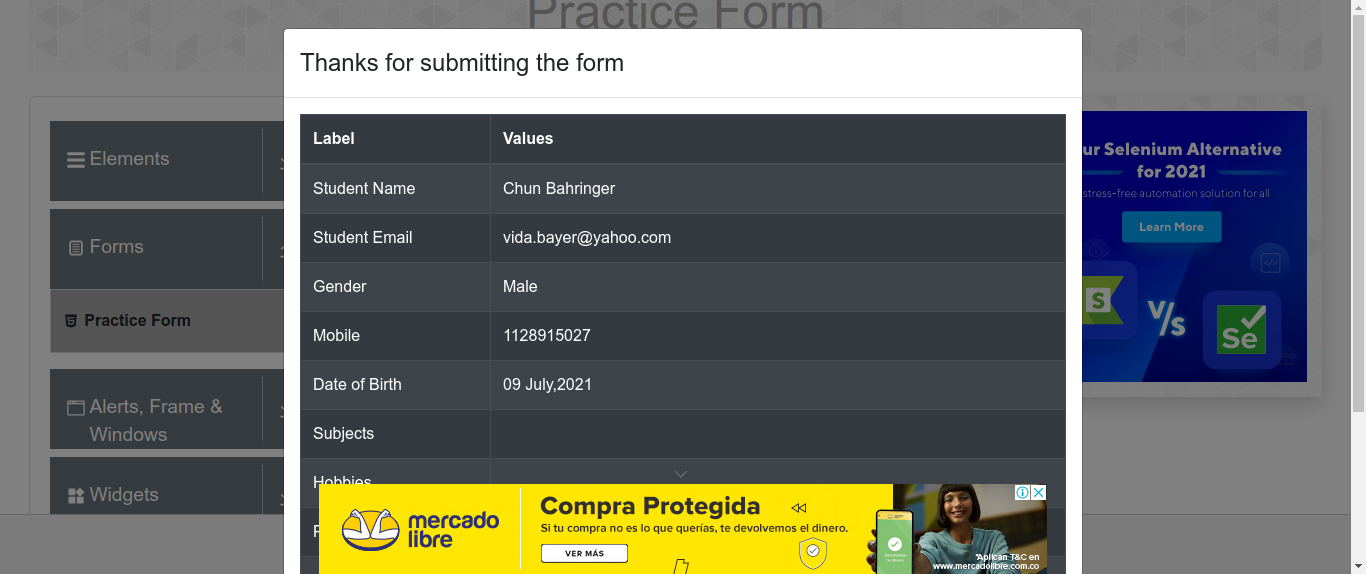 Practice Form
Thanks for submitting the form
Label Values
Student Name Chun Bahringer
Student Email vida.bayer@yahoo.com
Gender Male
Mobile 1128915027
Date of Birth 09 July,2021
Subjects
Hobbies
Elements
Forms
Practice Form
Alerts, Frame &
Windows
Widgets
ur Selenium Alternative
for 2021
stress-free automation solution for all
Learn More
S
V/s
Se
mercado
libre
Compra Protegida
Si tu compra no es lo que querías, te devolvemos el dinero.
VER MÁS
*Aplican T&C en
www.mercadolibre.com.co